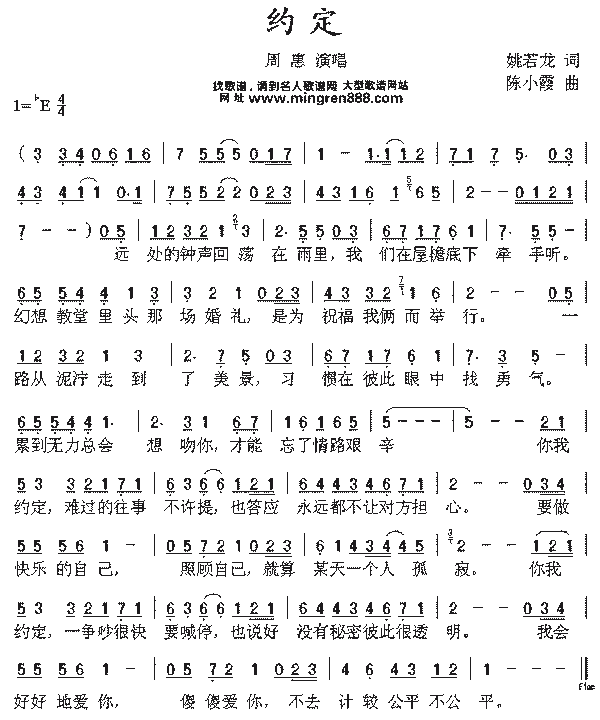 约定
周 惠 演唱
姚若龙 词
找歌谱，请到名人歌谱网 大型歌谱网站
陈小霞 曲
网址 www.mingren888.com
1=♭E 4/4
( 3 3 4 0 6 1 6 | 7 5 5 5 0 1 7 | 1 - 1· 1 1 2 | 7 1 7 5· 0 3 |
4 3 4 1 1 0·1 | 7 5 5 2 2 0 2 3 | 4 3 1 6 1 6 5 | 2 - - 0 1 2 1 |
7 - - ) 0 5 | 1 2 3 2 1 3 | 2· 5 5 0 3 | 6 7 1 7 6 1 | 7· 5 5 - |
远 处的钟声回 荡 在 雨里，我 们在屋檐底下 牵 手听。
6 5 5 4 4 1 3 | 3 2 1 0 2 3 | 4 3 2 3 2 1 6 | 2 - - 0 5 |
幻想 教堂 里 头 那 场 婚 礼，是为 祝福 我俩 而 举 行。 一
1 2 3 2 1 3 | 2· 7 5 0 3 | 6 7 1 7 6 1 | 7· 3 5 - |
路从 泥泞 走 到 了 美 景，习 惯在 彼此 眼 中 找 勇 气。
6 5 5 4 4 1· | 2· 3 1 6 7 | 1 6 1 6 5 | 5 - - - | 5 - - 2 1 |
累到无力总会 想 吻你，才能 忘了情路艰 辛 你我
5 3 3 2 1 7 1 | 6 3 3 6 6 1 2 1 | 6 4 4 3 4 6 7 1 | 2 - - 0 3 4 |
约定，难过的往事 不许提，也答应 永远都不让对方担 心。 要做
5 5 5 6 1 - | 0 5 7 2 1 0 2 3 | 6 1 4 3 4 4 5 | 2 - - 1 2 1 |
快乐 的自己， 照顾自己，就算 某天一个人 孤 寂。 你我
5 3 3 2 1 7 1 | 6 3 3 6 6 1 2 1 | 6 4 4 3 4 6 7 1 | 2 - - 0 3 4 |
约定，一争吵很快 要喊停，也说好 没有秘密彼此很透 明。 我会
5 5 5 6 1 - | 0 5 7 2 1 0 2 3 | 4 3 2 1 7 2 | 1 - - - ||
好好 地爱你， 傻 傻爱 你，不去 计 较 公平 不公 平。
Fine